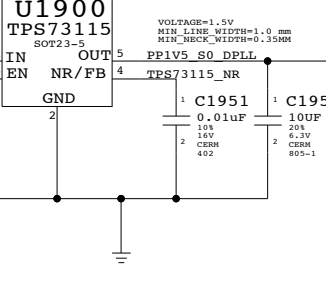 U1900
TPS73115
SOT23-5
IN
EN
OUT
NR/FB
GND
5
4
2
VOLTAGE=1.5V
MIN_LINE_WIDTH=1.0 mm
MIN_NECK_WIDTH=0.35MM
PP1V5_S0_DPLL
TPS73115_NR
1
C1951
0.01uF
10%
16V
CERM
402
2
1
C195
10UF
20%
6.3V
CERM
805-1
2